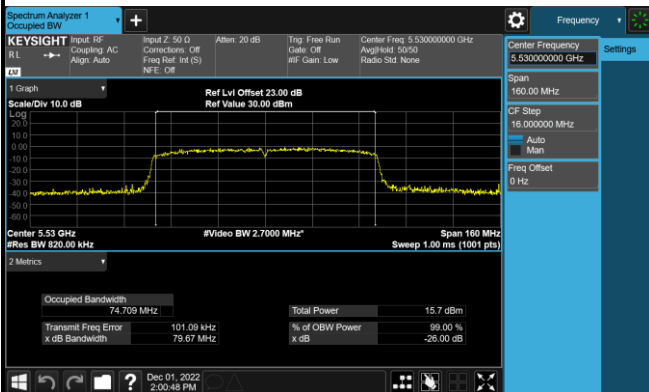 Spectrum Analyzer 1
Occupied BW
Frequency
KEYSIGHT Input: RF Input Z: 50 Ω Atten: 20 dB Trig: Free Run Center Freq: 5.530000000 GHz
RL Coupling: AC Corrections: Off Gate: Off Avg|Hold: 50/50
Align: Auto Freq Ref: Int (S) #IF Gain: Low Radio Std: None
LXI NFE: Off
Center Frequency
5.530000000 GHz
Settings
Span
160.00 MHz
CF Step
16.000000 MHz
Auto
Man
Freq Offset
0 Hz
1 Graph
Ref Lvl Offset 23.00 dB
Scale/Div 10.0 dB Ref Value 30.00 dBm
Log
20.0
10.0
0.00
-10.0
-20.0
-30.0
-40.0
-50.0
-60.0
Center 5.53 GHz #Video BW 2.7000 MHz* Span 160 MHz
#Res BW 820.00 kHz Sweep 1.00 ms (1001 pts)
2 Metrics
Occupied Bandwidth
74.709 MHz Total Power 15.7 dBm
Transmit Freq Error 101.09 kHz % of OBW Power 99.00 %
x dB Bandwidth 79.67 MHz x dB -26.00 dB
? Dec 01, 2022
2:00:48 PM